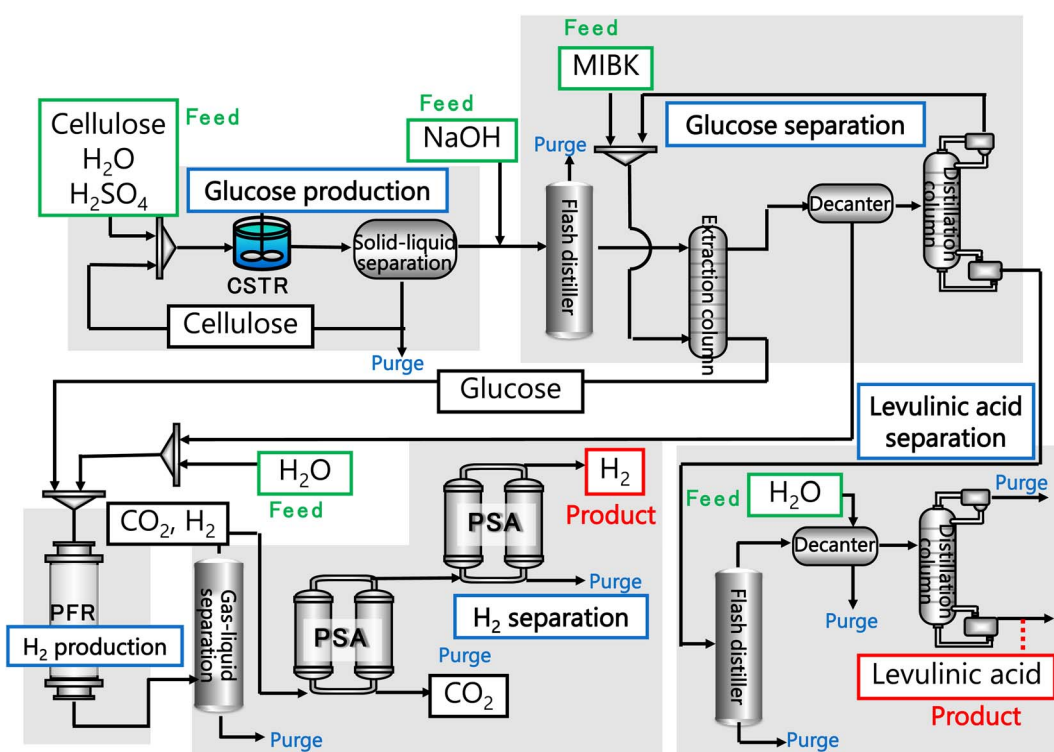 Feed
MIBK
Feed
Cellulose
H₂O
H₂SO₄
Feed
NaOH
Glucose separation
Purge
Glucose production
Flash distiller
Extraction column
Decanter
Distillation
column
Solid-liquid
separation
CSTR
Cellulose
Purge
Glucose
Levulinic acid
separation
H₂O
Feed
H₂
Product
CO₂, H₂
PSA
Purge
H₂ separation
PFR
H₂ production
Gas-liquid
separation
PSA
Purge
CO₂
Purge
Feed
H₂O
Decanter
Purge
Distillation
column
Purge
Flash distiller
Levulinic acid
Product
Purge